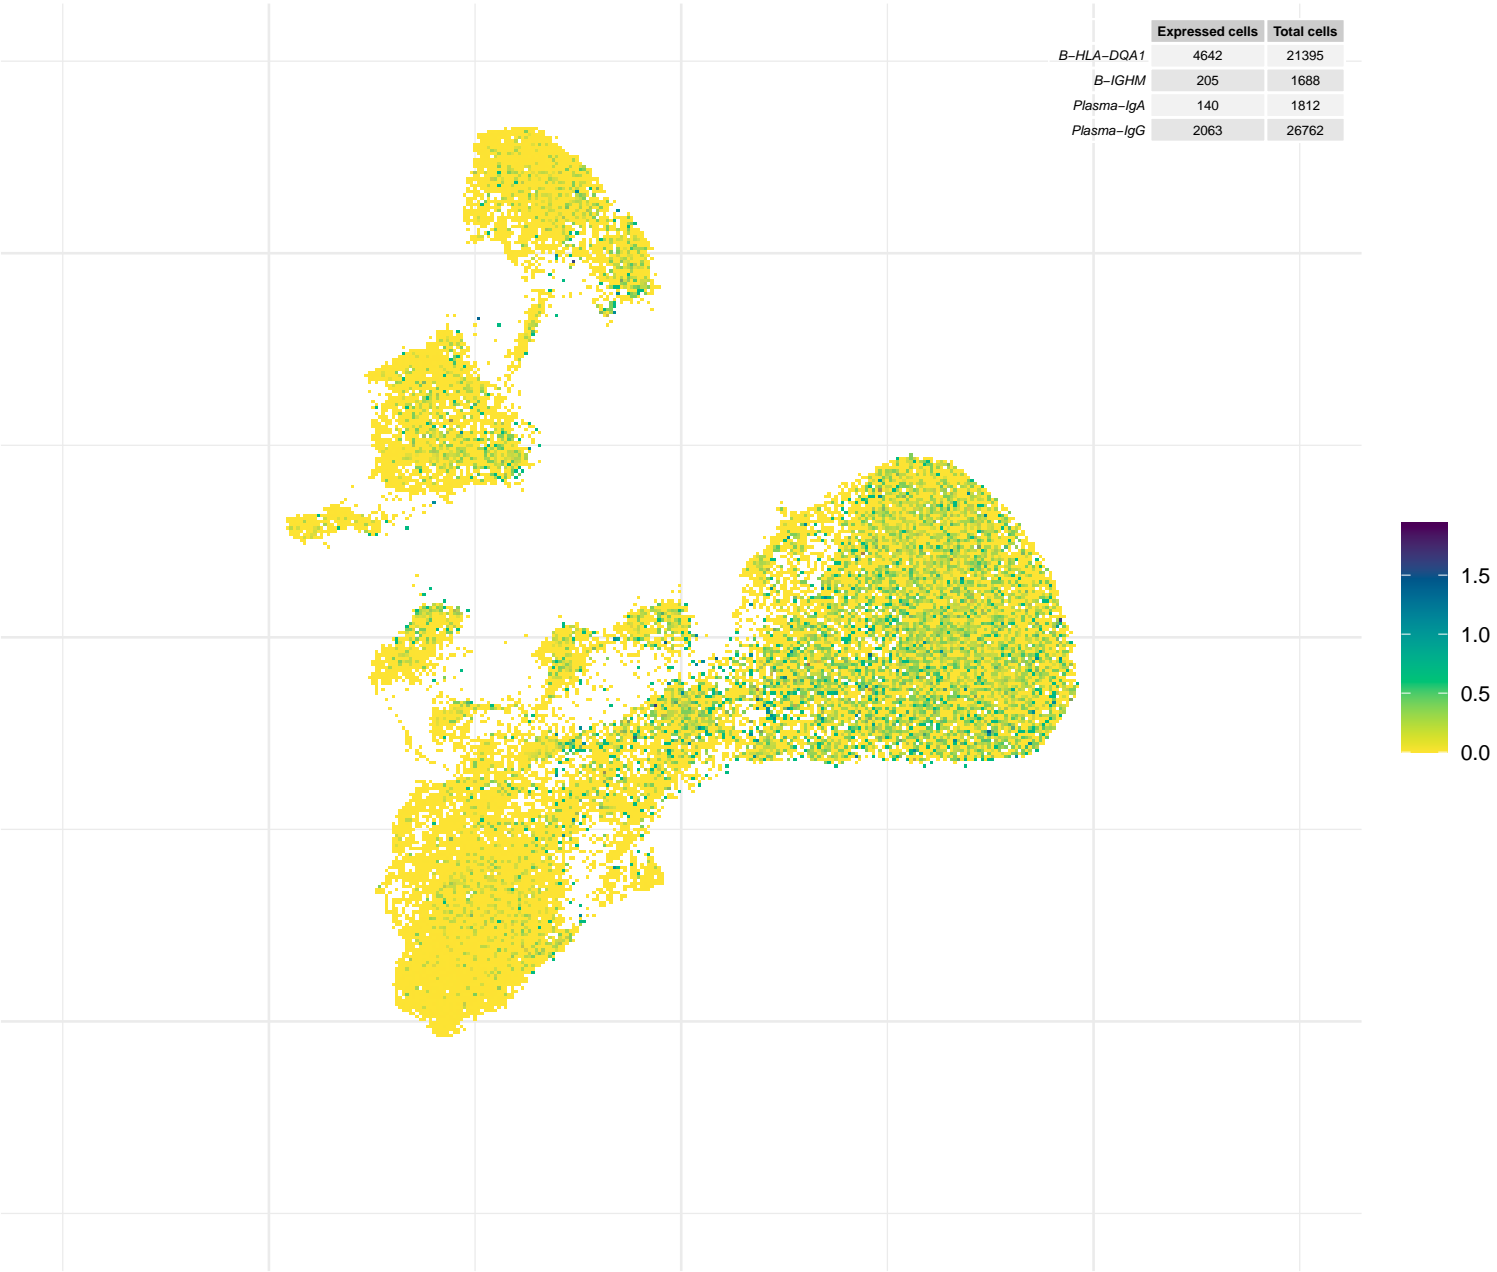 Expressed cells Total cells
B−HLA−DQA1 4642 21395
B−IGHM 205 1688
Plasma−IgA 140 1812
Plasma−IgG 2063 26762
1.5
1.0
0.5
0.0